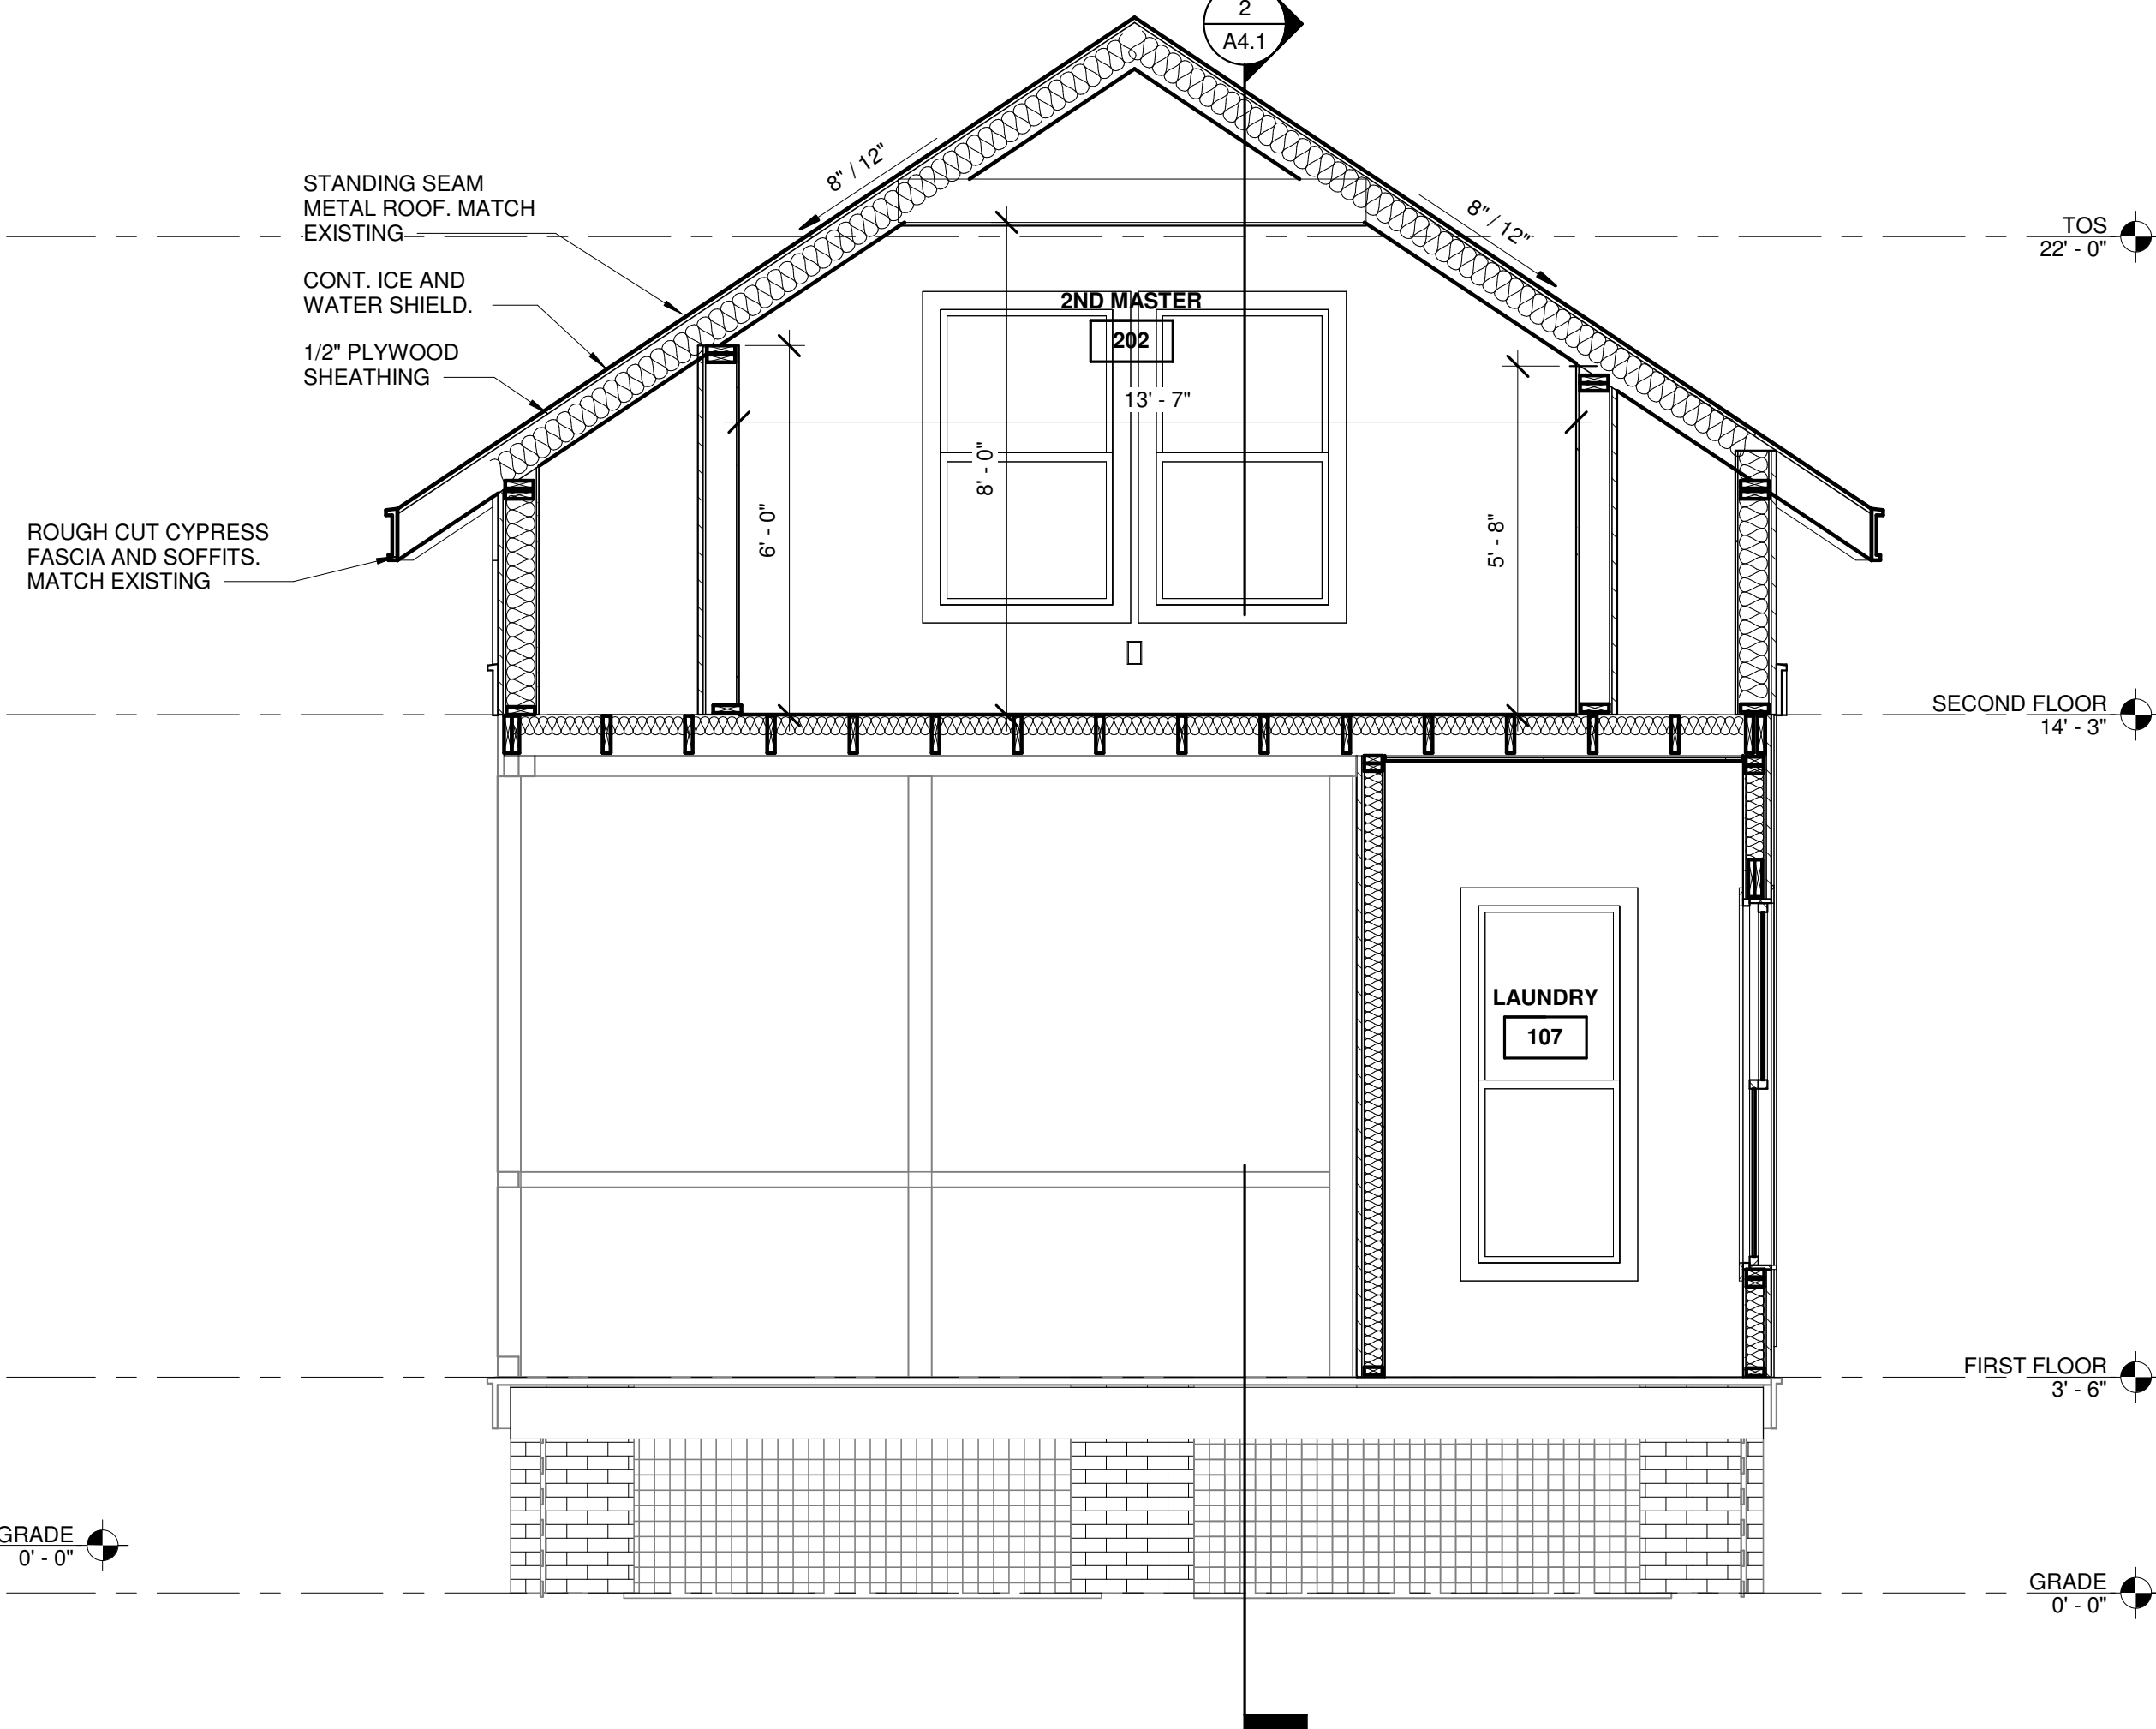 2
A4.1
8" / 12"
8" / 12"
STANDING SEAM
METAL ROOF. MATCH
EXISTING
CONT. ICE AND
WATER SHIELD.
1/2" PLYWOOD
SHEATHING
ROUGH CUT CYPRESS
FASCIA AND SOFFITS.
MATCH EXISTING
TOS
22' - 0"
2ND MASTER
202
13' - 7"
8' - 0"
6' - 0"
5' - 8"
SECOND FLOOR
14' - 3"
LAUNDRY
107
FIRST FLOOR
3' - 6"
GRADE
0' - 0"
GRADE
0' - 0"